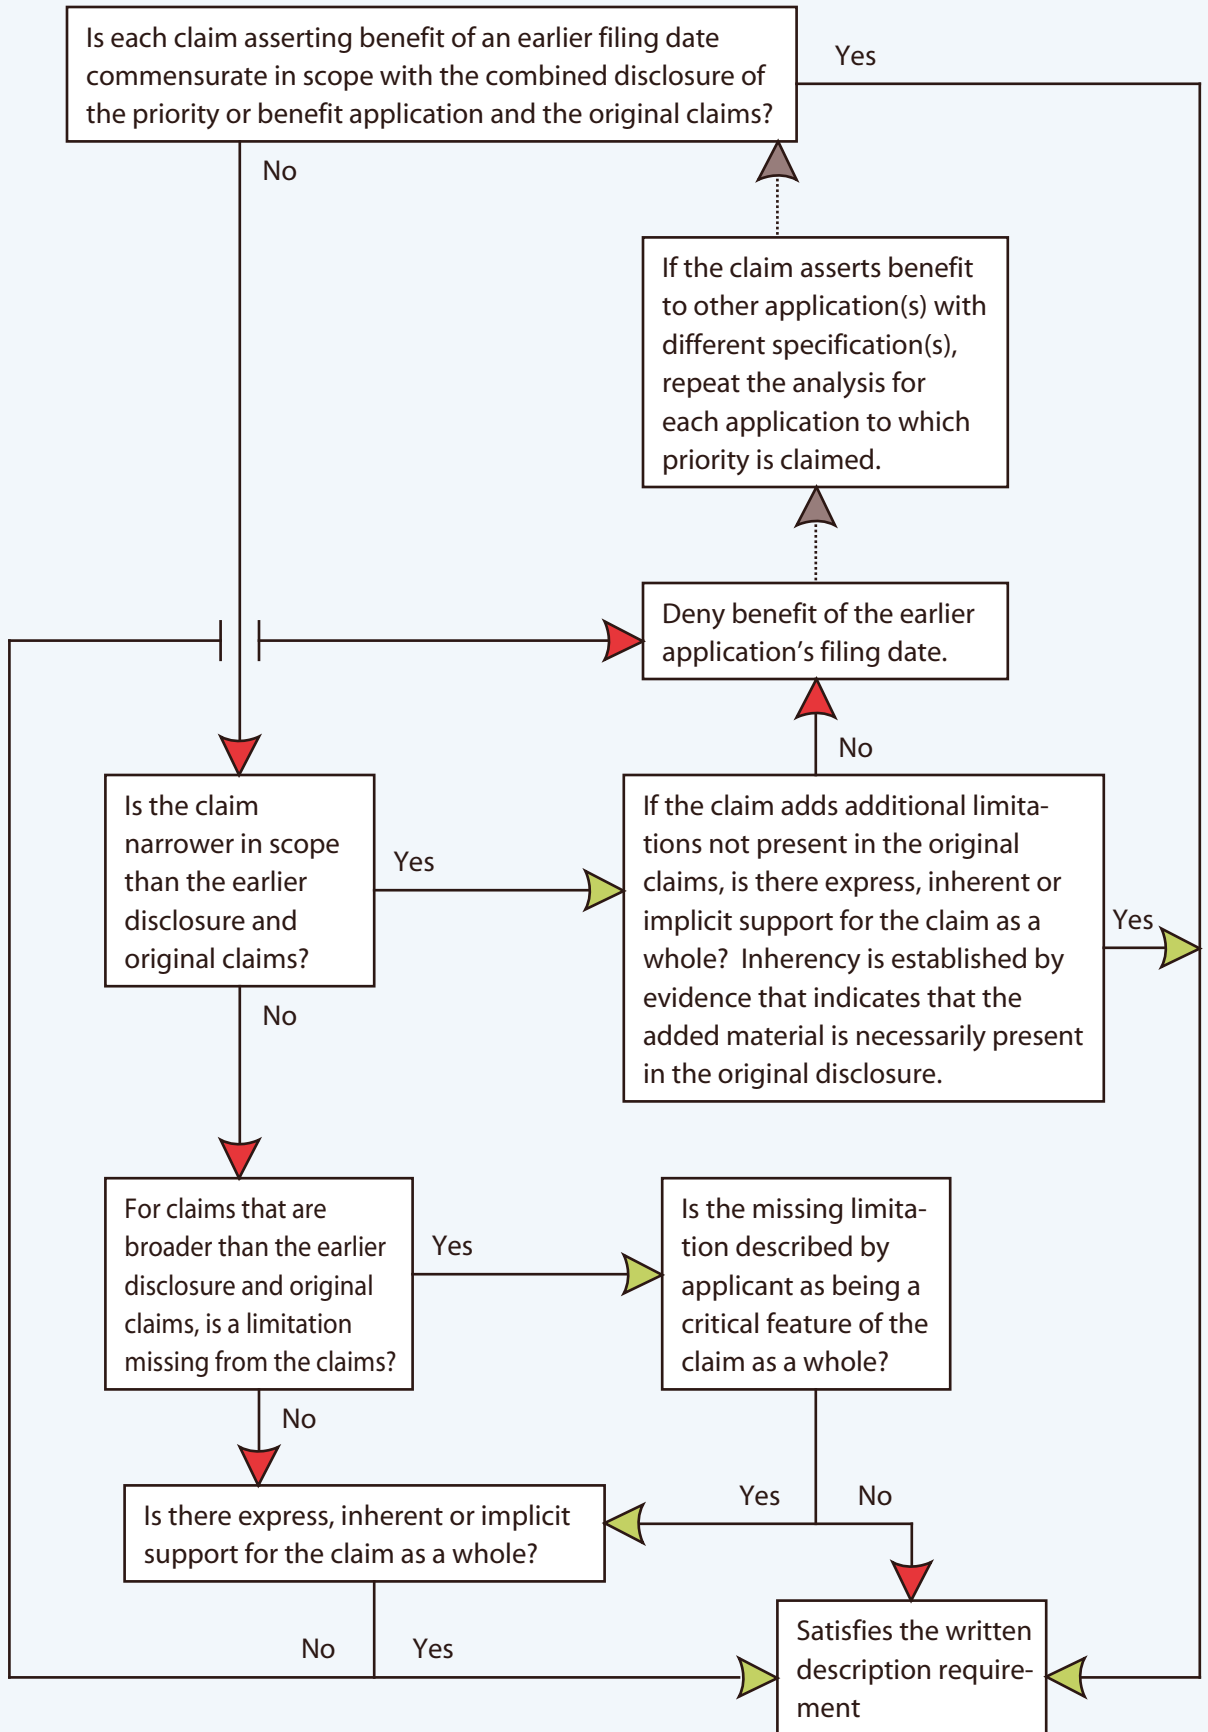 Is each claim asserting benefit of an earlier filing date
commensurate in scope with the combined disclosure of
the priority or benefit application and the original claims?
Yes
No
If the claim asserts benefit
to other application(s) with
different specification(s),
repeat the analysis for
each application to which
priority is claimed.
Deny benefit of the earlier
application’s filing date.
No
Is the claim
narrower in scope
than the earlier
disclosure and
original claims?
Yes
If the claim adds additional limita-
tions not present in the original
claims, is there express, inherent or
implicit support for the claim as a
whole? Inherency is established by
evidence that indicates that the
added material is necessarily present
in the original disclosure.
Yes
No
For claims that are
broader than the earlier
disclosure and original
claims, is a limitation
missing from the claims?
Yes
Is the missing limita-
tion described by
applicant as being a
critical feature of the
claim as a whole?
No
Yes
No
Is there express, inherent or implicit
support for the claim as a whole?
No
Yes
Satisfies the written
description require-
ment